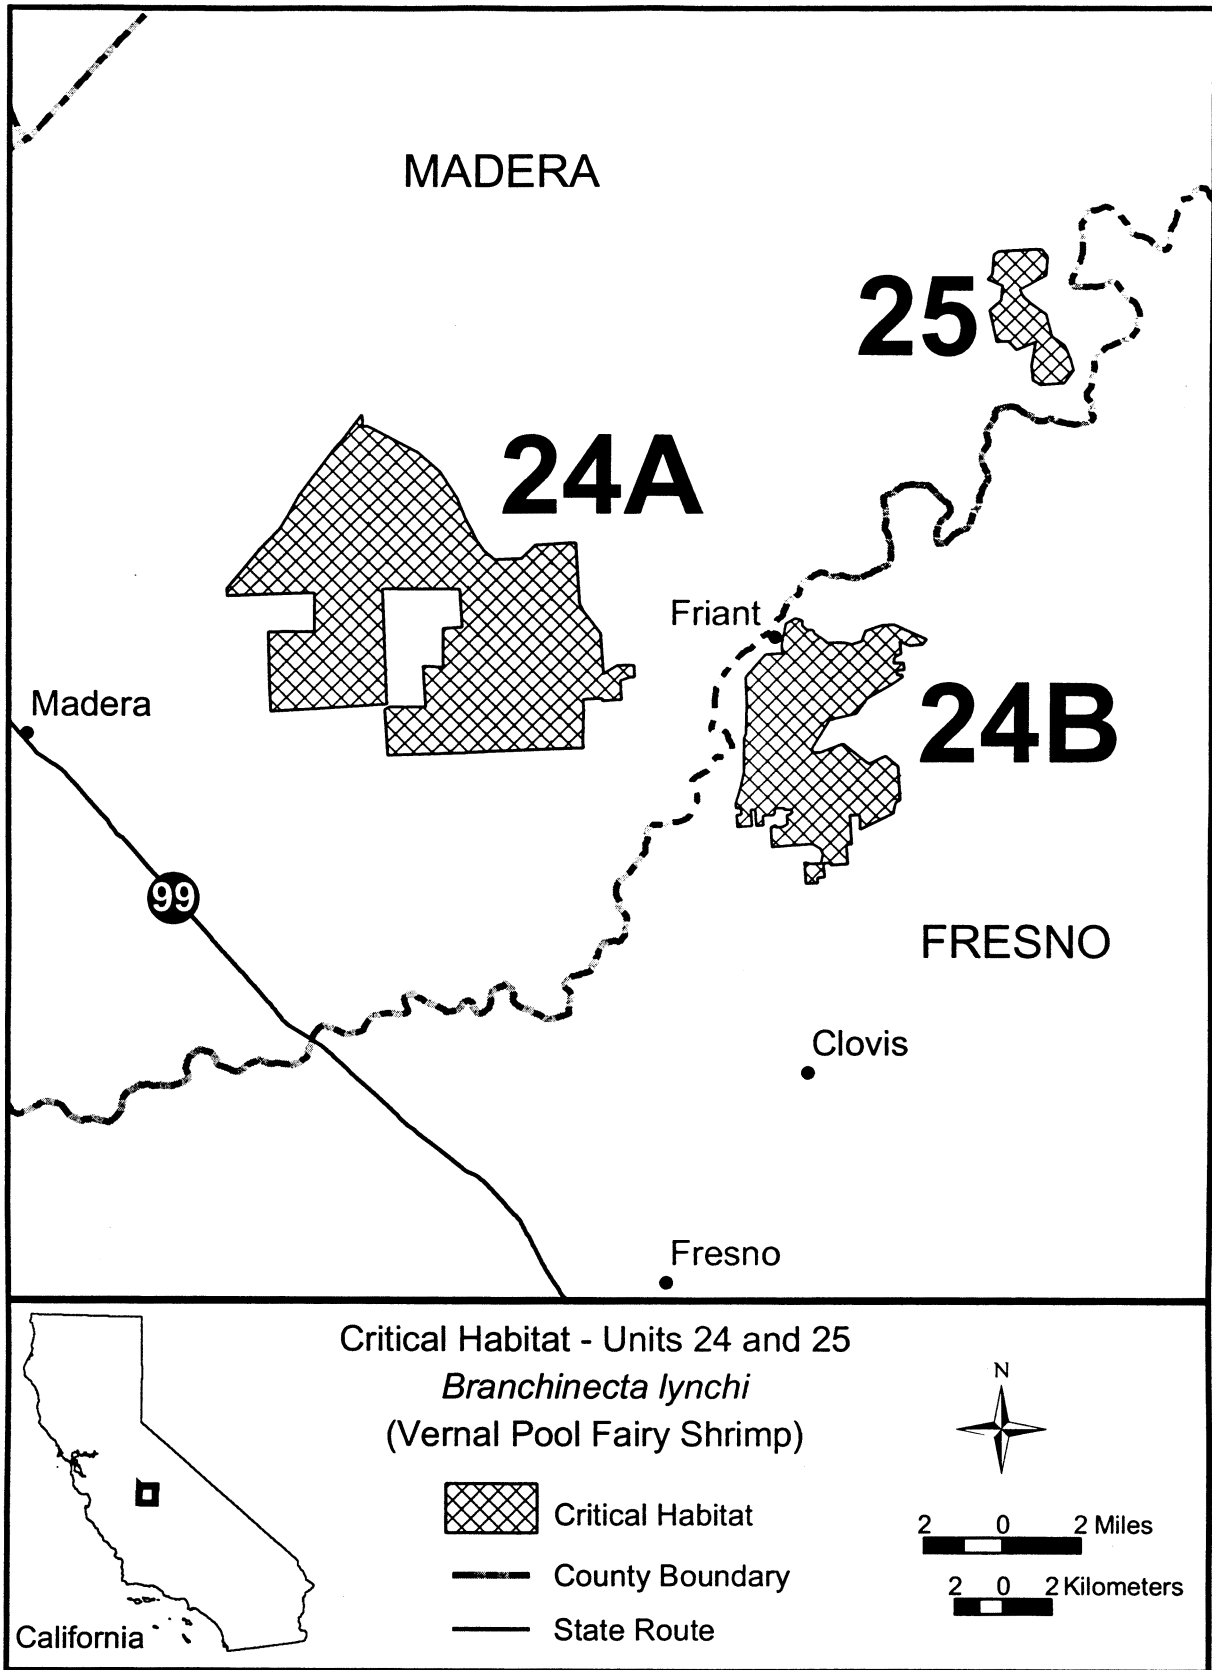 MADERA
25
24A
Friant
24B
Madera
99
FRESNO
Clovis
Fresno
Critical Habitat - Units 24 and 25
Branchinecta lynchi
(Vernal Pool Fairy Shrimp)
N
Critical Habitat
2 0 2 Miles
County Boundary
2 0 2 Kilometers
State Route
California